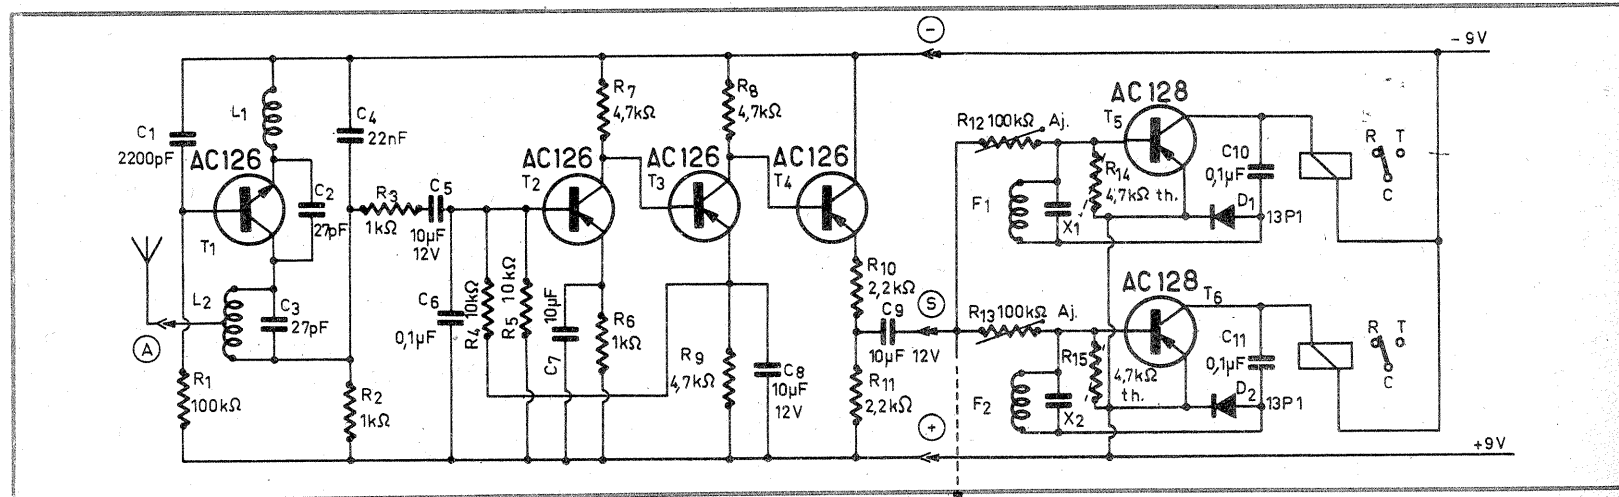 −
- 9V
C1
2200pF
L1
AC126
T1
C2
27pF
C4
22nF
R3
1kΩ
C5
10µF
12V
L2
C3
27pF
A
R1
100kΩ
R2
1kΩ
C6
0,1µF
R4 10kΩ
R5 10kΩ
AC126
T2
R7
4,7kΩ
C7 10µF
R6
1kΩ
AC126
T3
R8
4,7kΩ
R9
4,7kΩ
C8
10µF
12V
AC126
T4
R10
2,2kΩ
C9
10µF 12V
R11
2,2kΩ
S
+
R12 100kΩ Aj.
AC128
T5
R14
4,7kΩ th.
F1
X1
C10
0,1µF
D1
13P1
R T
C
R13 100kΩ Aj.
AC128
T6
R15
4,7kΩ
th.
F2
X2
C11
0,1µF
D2
13P1
R T
C
+9V